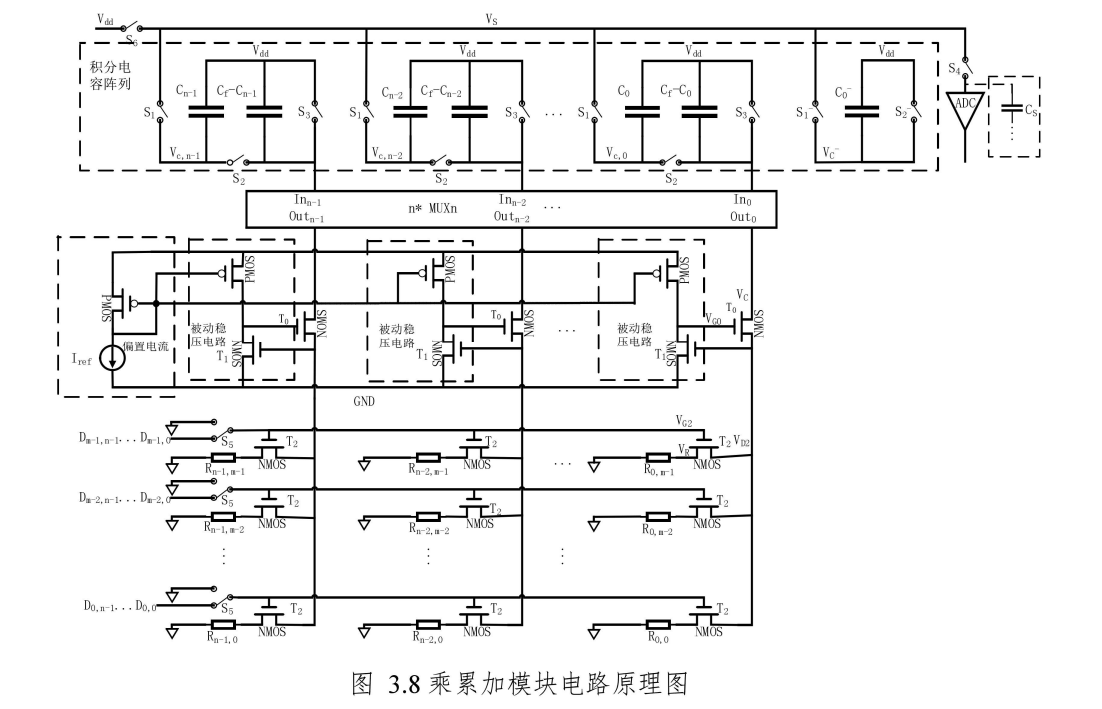 Vdd S6 VS
积分电
容阵列
Vdd Vdd Vdd Vdd
S4
Cn-1 Cf-Cn-1 Cn-2 Cf-Cn-2 C0 Cf-C0 C0-
ADC CS
S1 S3 S1 S3 ... S1 S3 S1- S2-
Vc,n-1 Vc,n-2 Vc,0 VC-
S2 S2 S2
Inn-1 Inn-2 In0
n* MUXn ...
Outn-1 Outn-2 Out0
PMOS PMOS PMOS
PMOS
VC
T0 T0 VG0 T0
NMOS NMOS NMOS
被动稳 被动稳 ... 被动稳
压电路 压电路 压电路
偏置电流
Iref
T1 NMOS T1 NMOS T1 NMOS
GND
VG2
Dm-1,n-1...Dm-1,0 S5 T2 T2 T2 VD2
VR
Rn-1,m-1 NMOS Rn-2,m-1 NMOS ... R0,m-1 NMOS
Dm-2,n-1...Dm-2,0 S5 T2 T2 T2
Rn-1,m-2 NMOS Rn-2,m-2 NMOS R0,m-2 NMOS
D0,n-1...D0,0 S5 T2 T2 T2
Rn-1,0 NMOS Rn-2,0 NMOS R0,0 NMOS
图 3.8 乘累加模块电路原理图